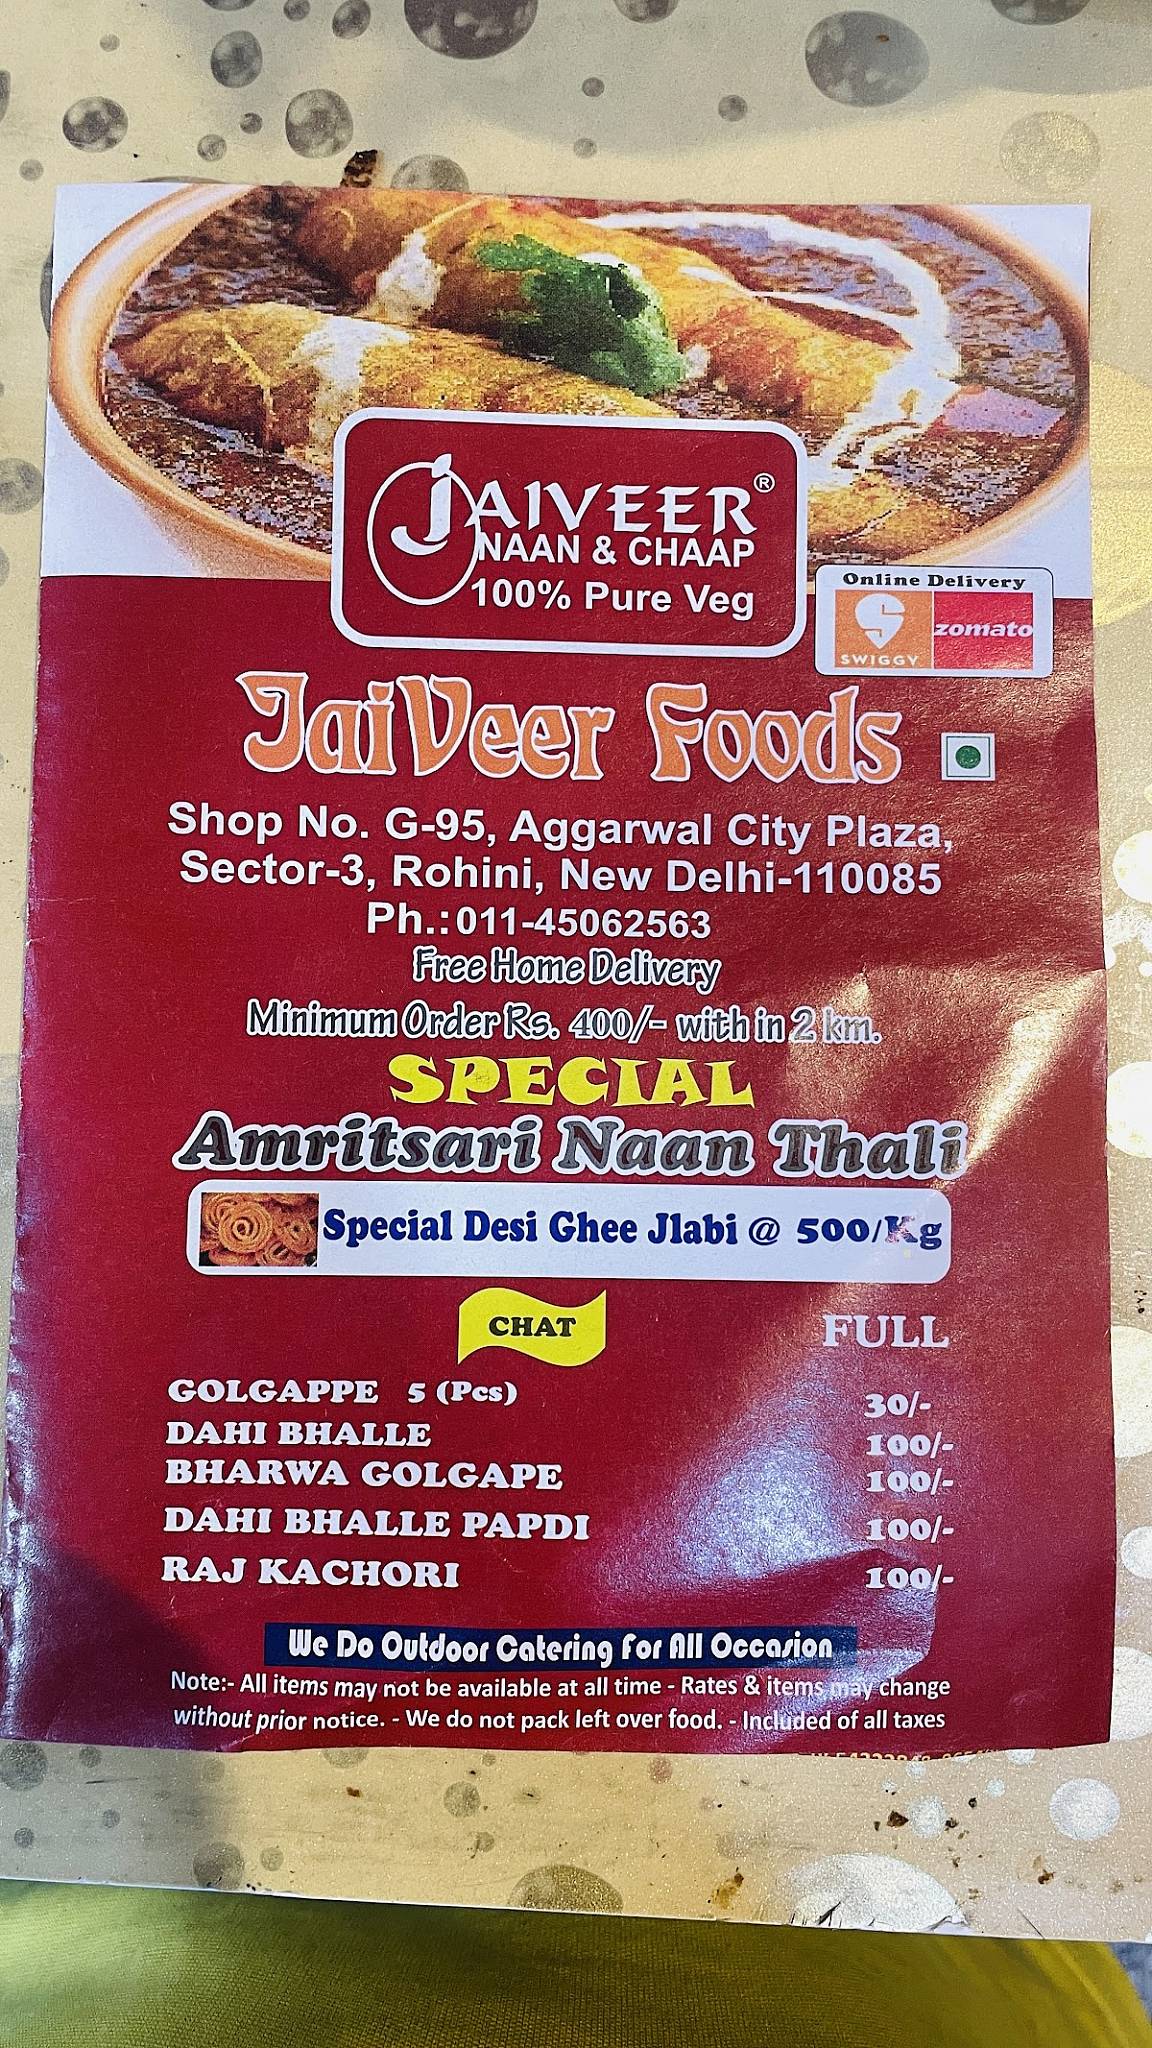 JAIVEER®
NAAN & CHAAP
100% Pure Veg
Online Delivery
SWIGGY
zomato
JaiVeer Foods
Shop No. G-95, Aggarwal City Plaza,
Sector-3, Rohini, New Delhi-110085
Ph.:011-45062563
Free Home Delivery
Minimum Order Rs. 400/- with in 2 km.
SPECIAL
Amritsari Naan Thali
Special Desi Ghee Jlabi @ 500/Kg
CHAT FULL
GOLGAPPE 5 (Pcs) 30/-
DAHI BHALLE 100/-
BHARWA GOLGAPE 100/-
DAHI BHALLE PAPDI 100/-
RAJ KACHORI 100/-
We Do Outdoor Catering For All Occasion
Note:- All items may not be available at all time - Rates & items may change
without prior notice. - We do not pack left over food. - Included of all taxes